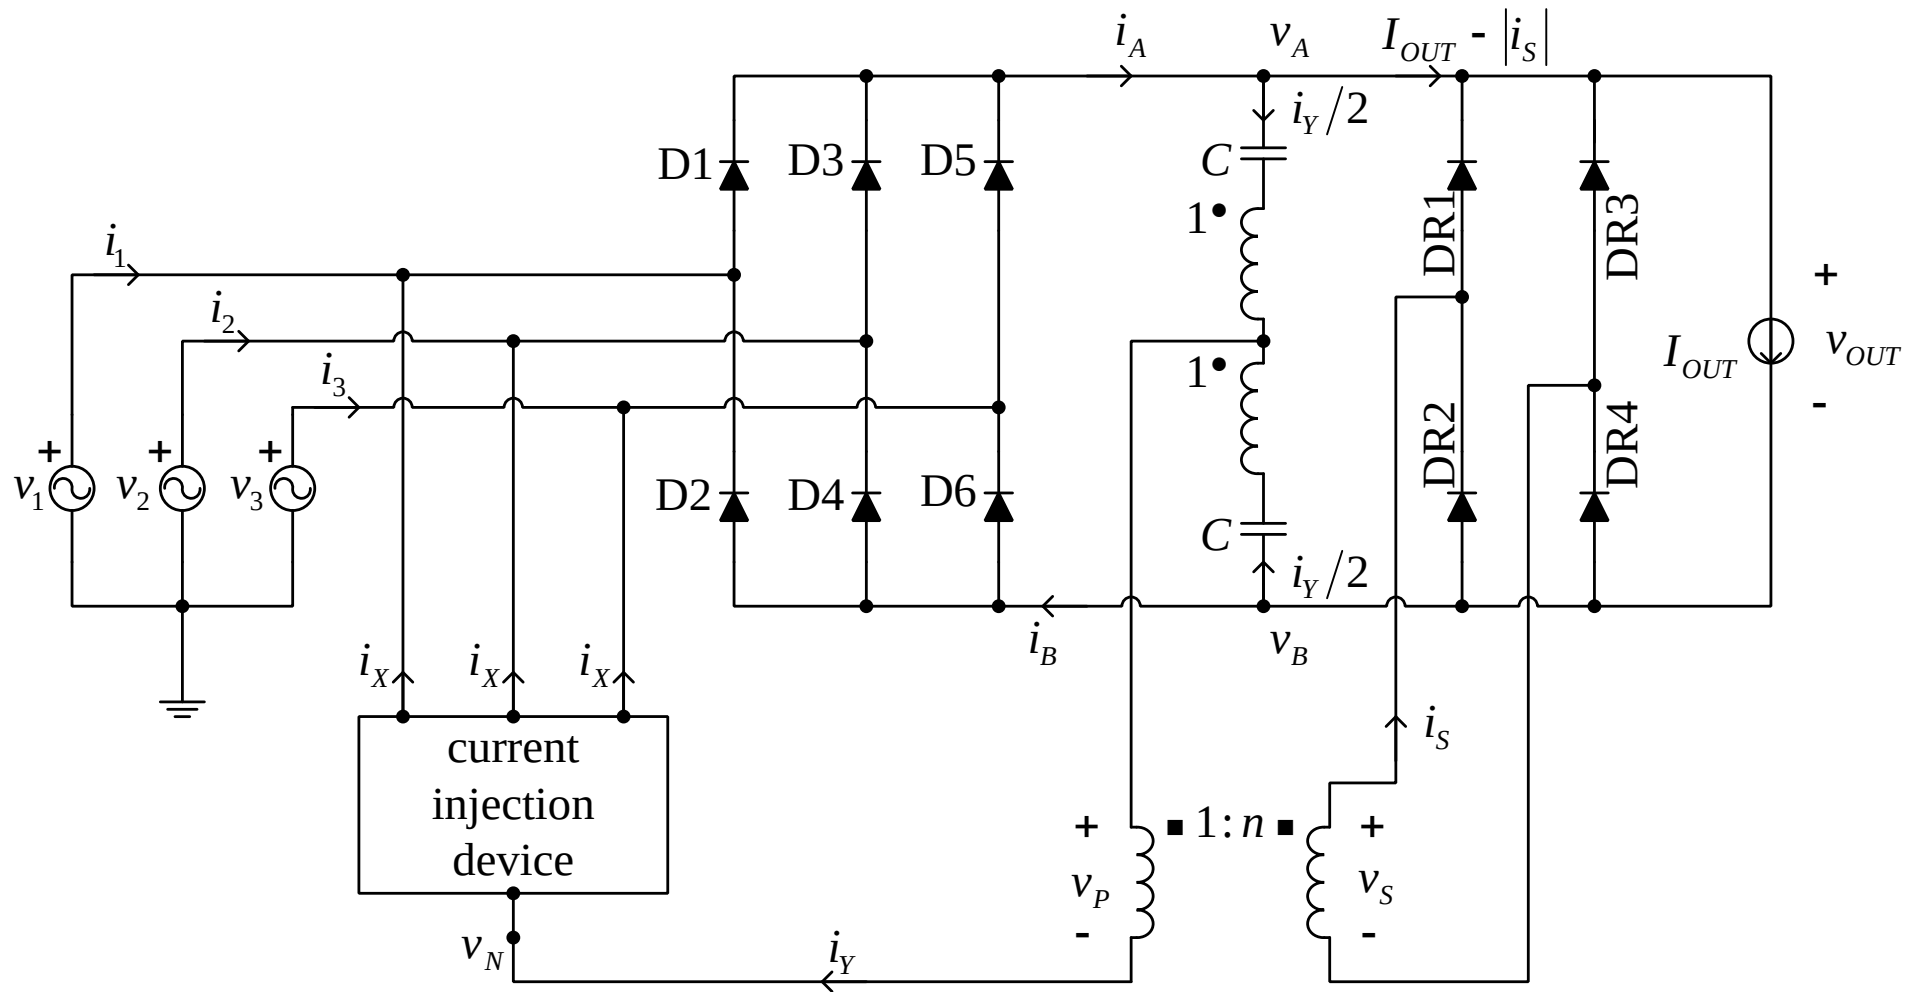 i_A
v_A
I_OUT - |i_S|
i_Y/2
D1
D3
D5
C
1•
i_1
i_2
i_3
DR1
DR3
+
v_OUT
-
I_OUT
1•
+
+
+
v_1
v_2
v_3
D2
D4
D6
DR2
DR4
C
i_Y/2
i_B
v_B
i_X
i_X
i_X
i_S
current
injection
device
+
v_P
-
■ 1:n ■
+
v_S
-
v_N
i_Y